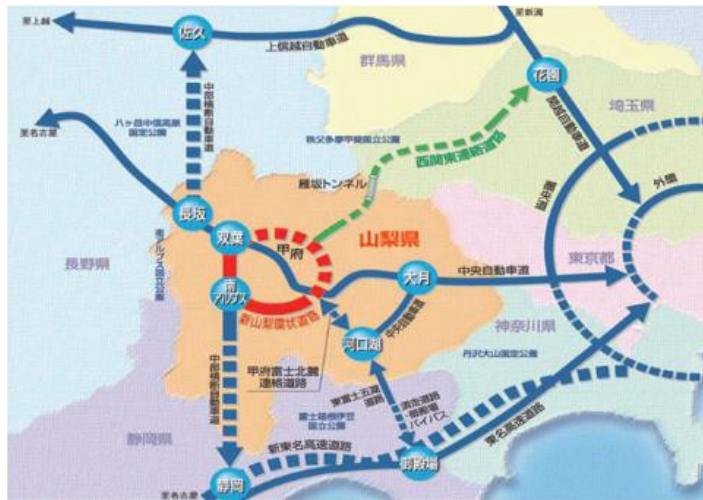 至上越
佐久
上信越自動車道
至新潟
群馬県
花園
関越自動車道
埼玉県
中部横断自動車道
八ヶ岳中信高原
国定公園
至名古屋
秩父多摩甲斐国立公園
西関東連絡道路
雁坂トンネル
圏央道
外環
長坂
双葉
甲府
山梨県
東京都
長野県
南アルプス国立公園
南
アルプス
大月
中央自動車道
新山梨環状道路
河口湖
中央自動車道
神奈川県
丹沢大山国定公園
甲府富士北麓
連絡道路
中部横断自動車道
東富士五湖
道路
須走道路
・御殿場
バイパス
富士箱根伊豆
国立公園
静岡県
新東名高速道路
御殿場
東名高速道路
静岡
至名古屋